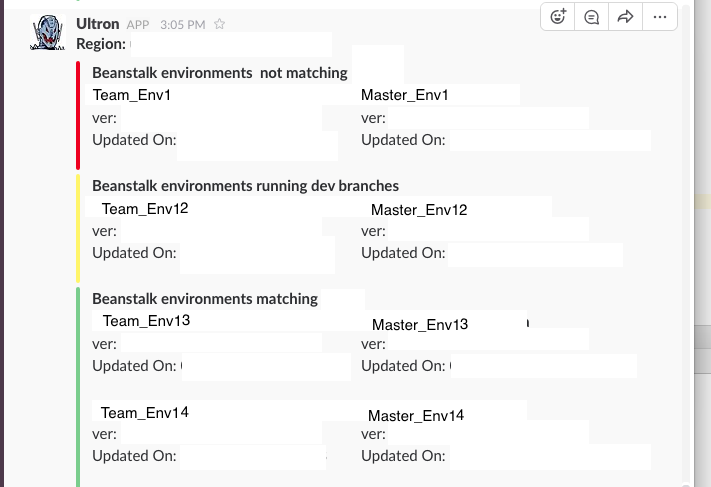 Ultron APP 3:05 PM
Region:
Beanstalk environments not matching
Team_Env1 Master_Env1
ver: ver:
Updated On: Updated On:
Beanstalk environments running dev branches
Team_Env12 Master_Env12
ver: ver:
Updated On: Updated On:
Beanstalk environments matching
Team_Env13 Master_Env13
ver: ver:
Updated On: Updated On:
Team_Env14 Master_Env14
ver: ver:
Updated On: Updated On: